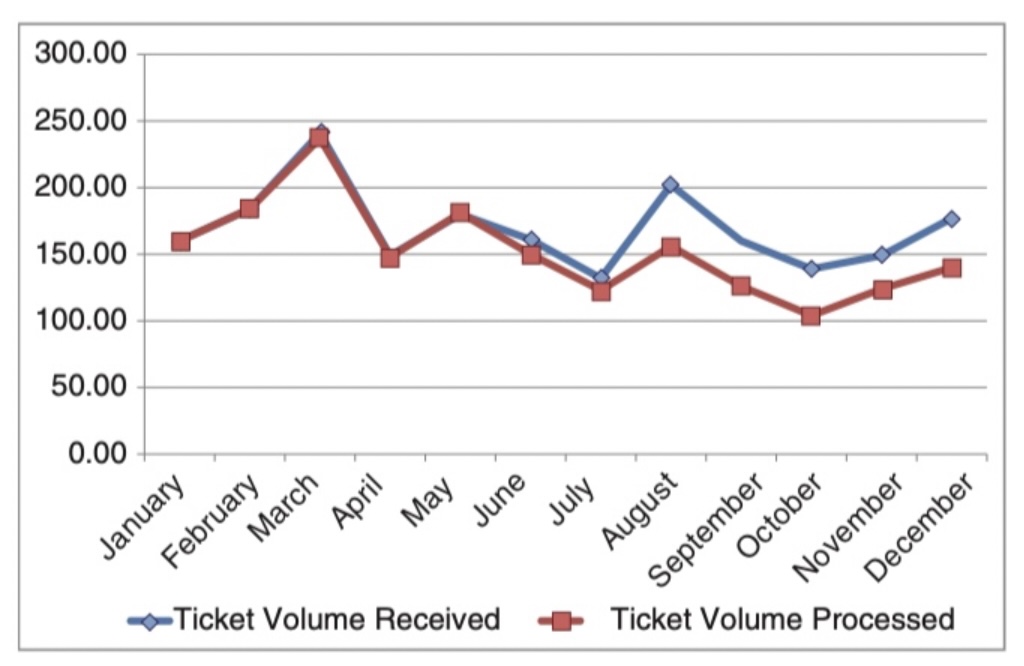 300.00
250.00
200.00
150.00
100.00
50.00
0.00
January
February
March
April
May
June
July
August
September
October
November
December
Ticket Volume Received
Ticket Volume Processed